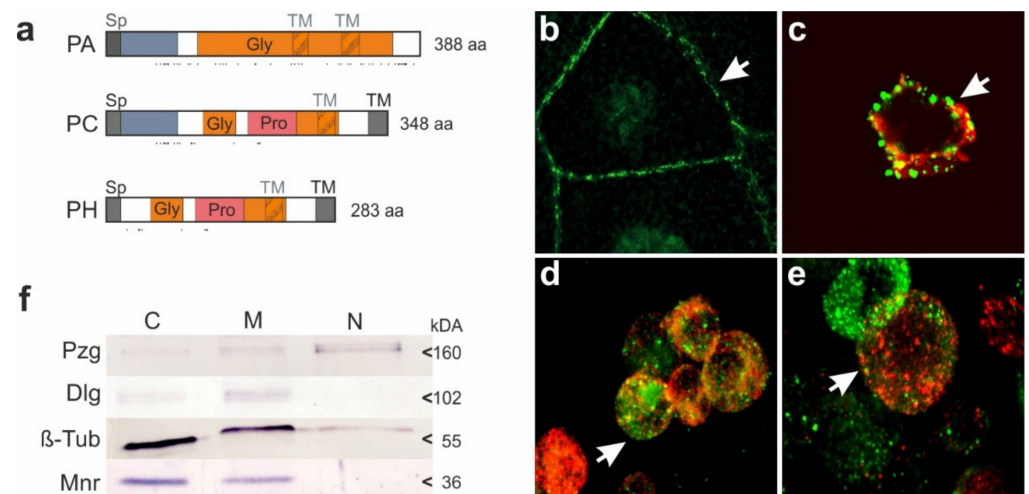 a
Sp TM TM
PA Gly 388 aa
Sp TM TM
PC Gly Pro 348 aa
Sp TM TM
PH Gly Pro 283 aa
b
c
d
e
f
C M N kDA
Pzg <160
Dlg <102
ß-Tub < 55
Mnr < 36